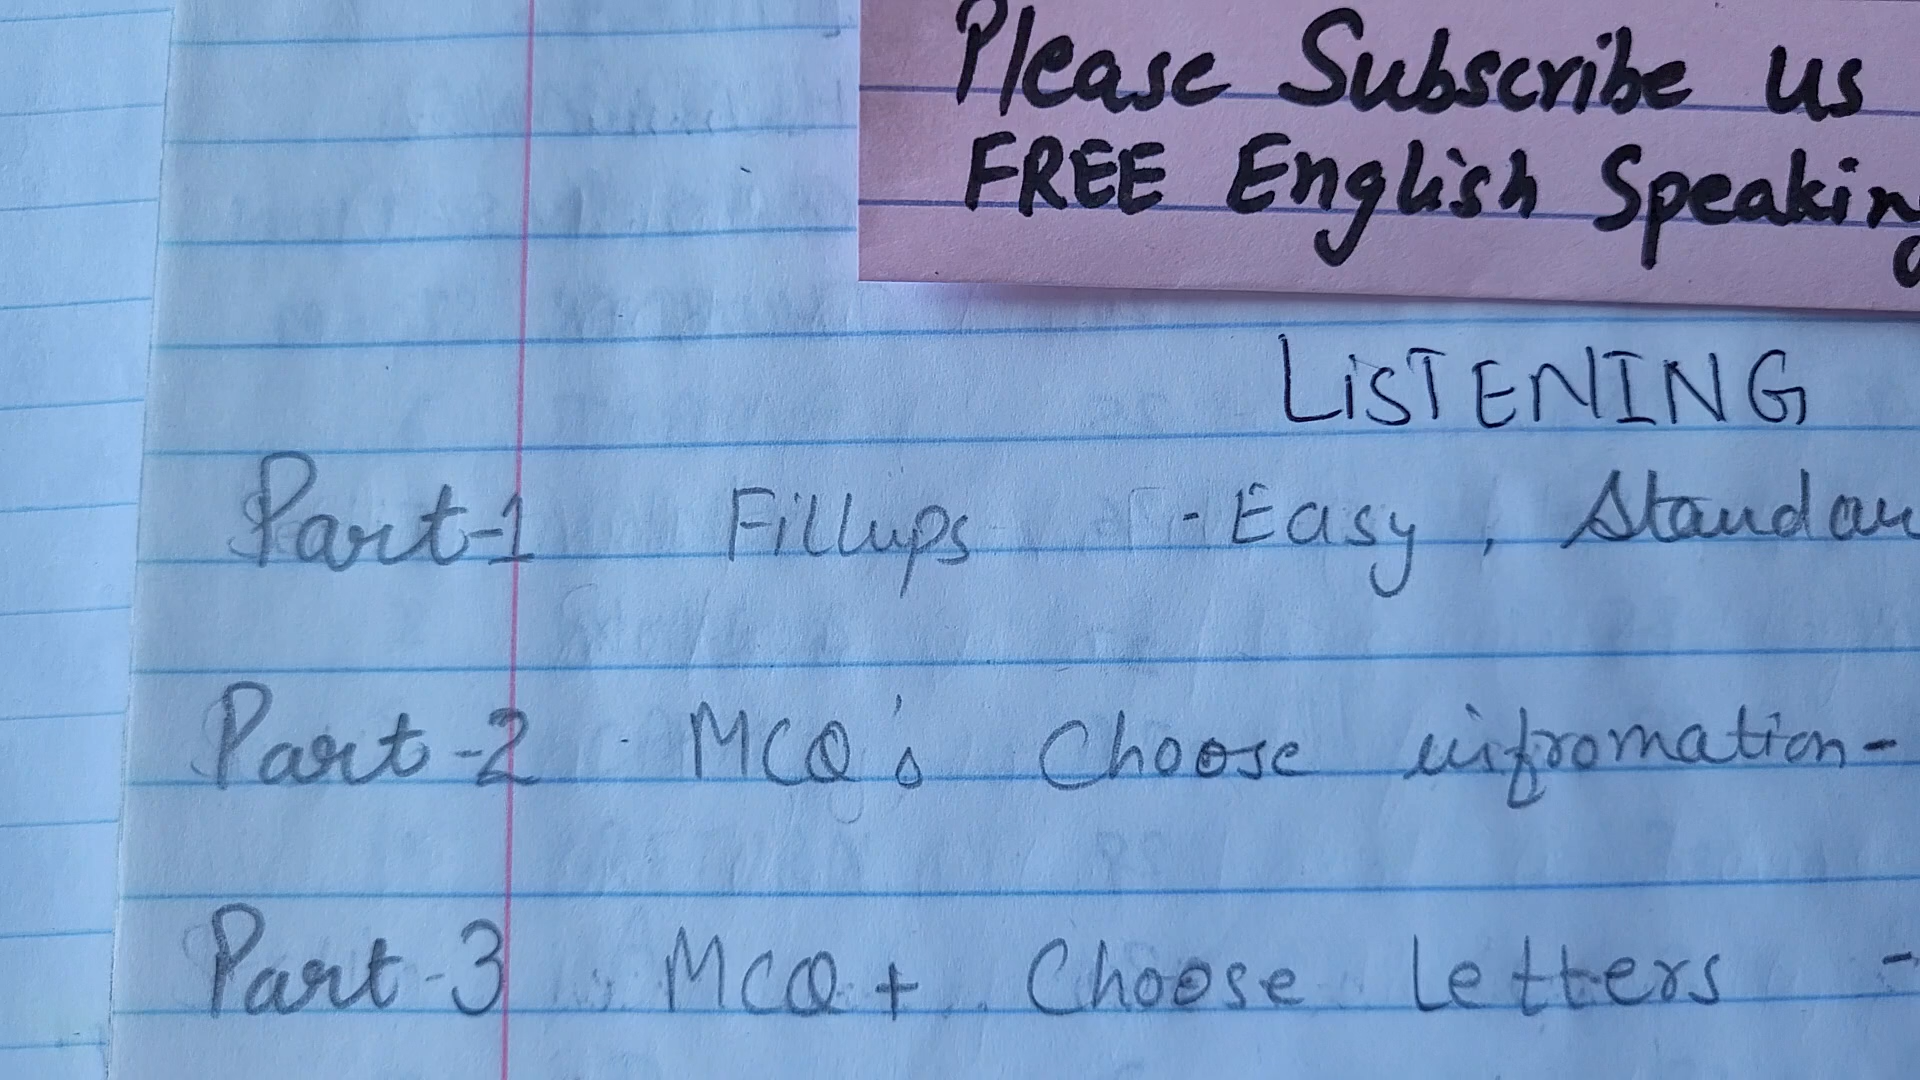 Please Subscribe us
FREE English Speaking
LiSTENING
Part-1 Fillups - Easy,
Part-2 MCQ's Choose infromation-
Part-3 MCQ+ Choose Letters -